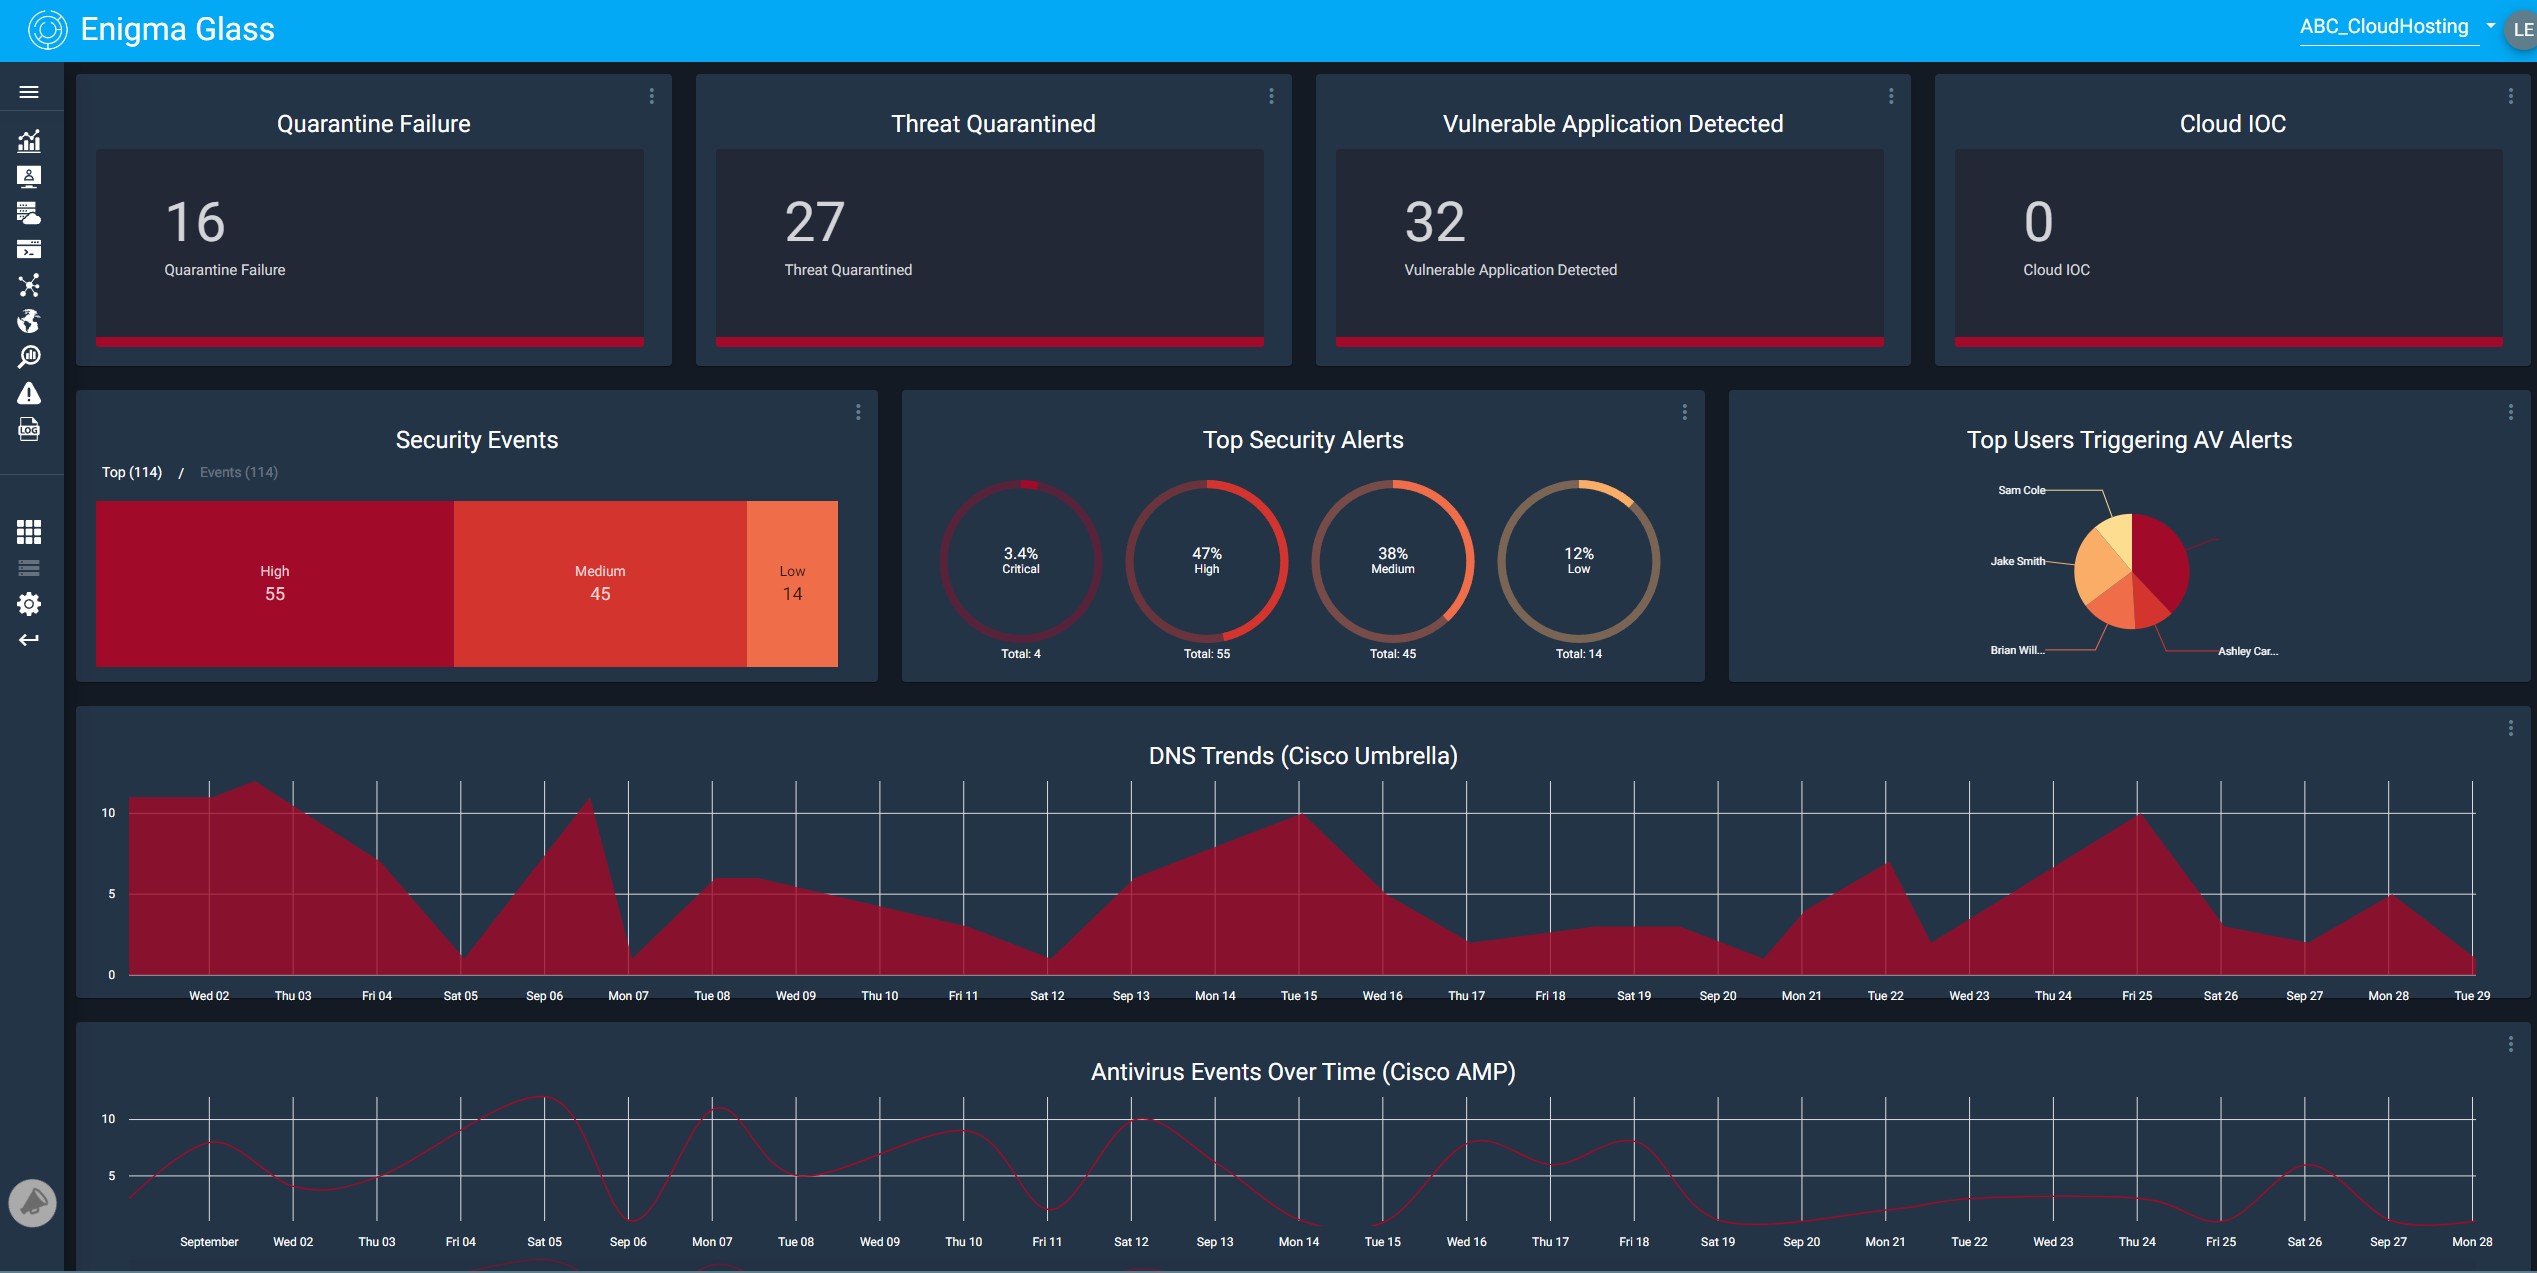 Enigma Glass
ABC_CloudHosting
LE
Quarantine Failure
16
Quarantine Failure
Threat Quarantined
27
Threat Quarantined
Vulnerable Application Detected
32
Vulnerable Application Detected
Cloud IOC
0
Cloud IOC
LOG
Security Events
Top (114) / Events (114)
High
55
Medium
45
Low
14
Top Security Alerts
3.4%
Critical
Total: 4
47%
High
Total: 55
38%
Medium
Total: 45
12%
Low
Total: 14
Top Users Triggering AV Alerts
Sam Cole
Jake Smith
Brian Will...
Ashley Car...
DNS Trends (Cisco Umbrella)
10
5
0
Wed 02 Thu 03 Fri 04 Sat 05 Sep 06 Mon 07 Tue 08 Wed 09 Thu 10 Fri 11 Sat 12 Sep 13 Mon 14 Tue 15 Wed 16 Thu 17 Fri 18 Sat 19 Sep 20 Mon 21 Tue 22 Wed 23 Thu 24 Fri 25 Sat 26 Sep 27 Mon 28 Tue 29
Antivirus Events Over Time (Cisco AMP)
10
5
September Wed 02 Thu 03 Fri 04 Sat 05 Sep 06 Mon 07 Tue 08 Wed 09 Thu 10 Fri 11 Sat 12 Sep 13 Mon 14 Tue 15 Wed 16 Thu 17 Fri 18 Sat 19 Sep 20 Mon 21 Tue 22 Wed 23 Thu 24 Fri 25 Sat 26 Sep 27 Mon 28